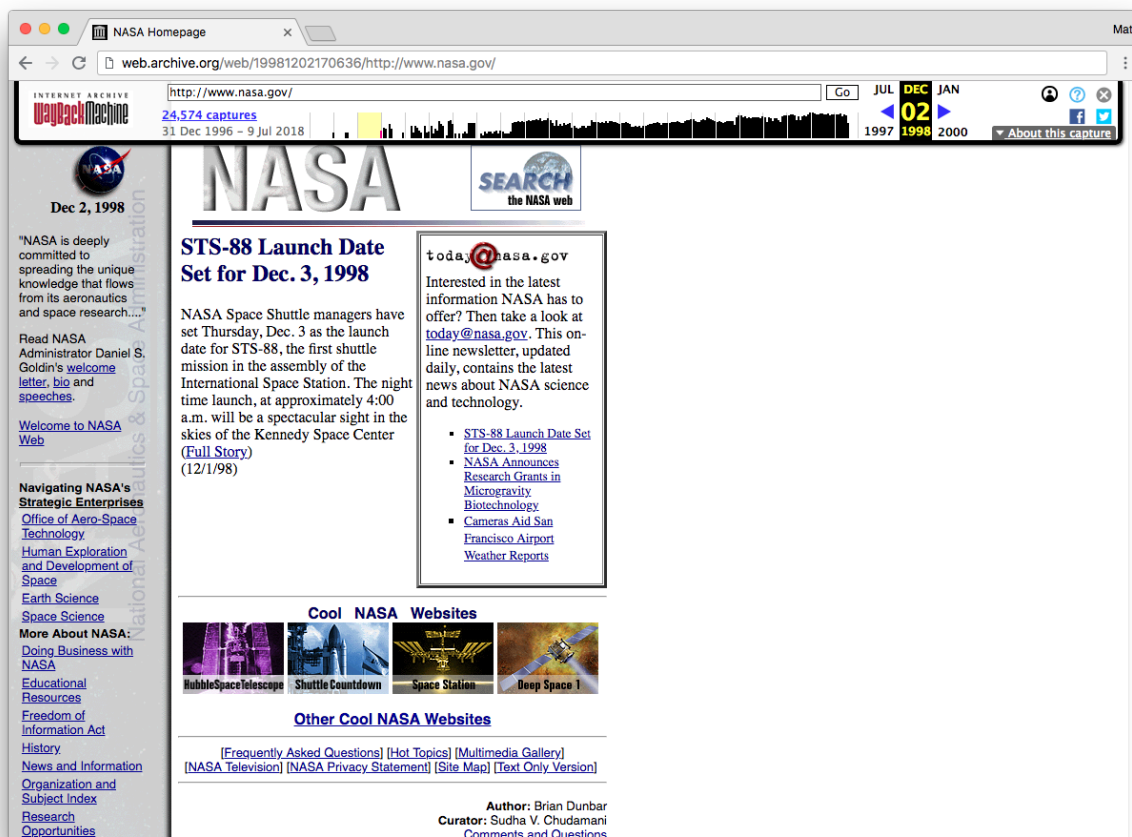 NASA Homepage
Mat
web.archive.org/web/19981202170636/http://www.nasa.gov/
INTERNET ARCHIVE
WayBackMachine
http://www.nasa.gov/
Go
JUL DEC JAN
24,574 captures
02
31 Dec 1996 – 9 Jul 2018
1997 1998 2000
About this capture
NASA
Dec 2, 1998
"NASA is deeply
committed to
spreading the unique
knowledge that flows
from its aeronautics
and space research...."
Read NASA
Administrator Daniel S.
Goldin's welcome
letter, bio and
speeches.
Welcome to NASA
Web
Navigating NASA's
Strategic Enterprises
Office of Aero-Space
Technology
Human Exploration
and Development of
Space
Earth Science
Space Science
More About NASA:
Doing Business with
NASA
Educational
Resources
Freedom of
Information Act
History
News and Information
Organization and
Subject Index
Research
Opportunities
National Aeronautics & Space Administration
NASA
SEARCH
the NASA web
STS-88 Launch Date
Set for Dec. 3, 1998
NASA Space Shuttle managers have
set Thursday, Dec. 3 as the launch
date for STS-88, the first shuttle
mission in the assembly of the
International Space Station. The night
time launch, at approximately 4:00
a.m. will be a spectacular sight in the
skies of the Kennedy Space Center
(Full Story)
(12/1/98)
today@nasa.gov
Interested in the latest
information NASA has to
offer? Then take a look at
today@nasa.gov. This on-
line newsletter, updated
daily, contains the latest
news about NASA science
and technology.
STS-88 Launch Date Set
for Dec. 3, 1998
NASA Announces
Research Grants in
Microgravity
Biotechnology
Cameras Aid San
Francisco Airport
Weather Reports
Cool NASA Websites
HubbleSpaceTelescope Shuttle Countdown Space Station Deep Space 1
Other Cool NASA Websites
[Frequently Asked Questions] [Hot Topics] [Multimedia Gallery]
[NASA Television] [NASA Privacy Statement] [Site Map] [Text Only Version]
Author: Brian Dunbar
Curator: Sudha V. Chudamani
Comments and Questions